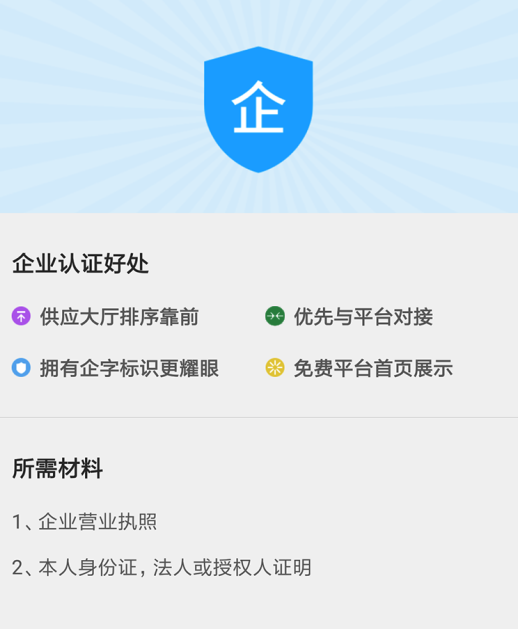 企
企业认证好处
供应大厅排序靠前
优先与平台对接
拥有企字标识更耀眼
免费平台首页展示
所需材料
1、企业营业执照
2、本人身份证，法人或授权人证明